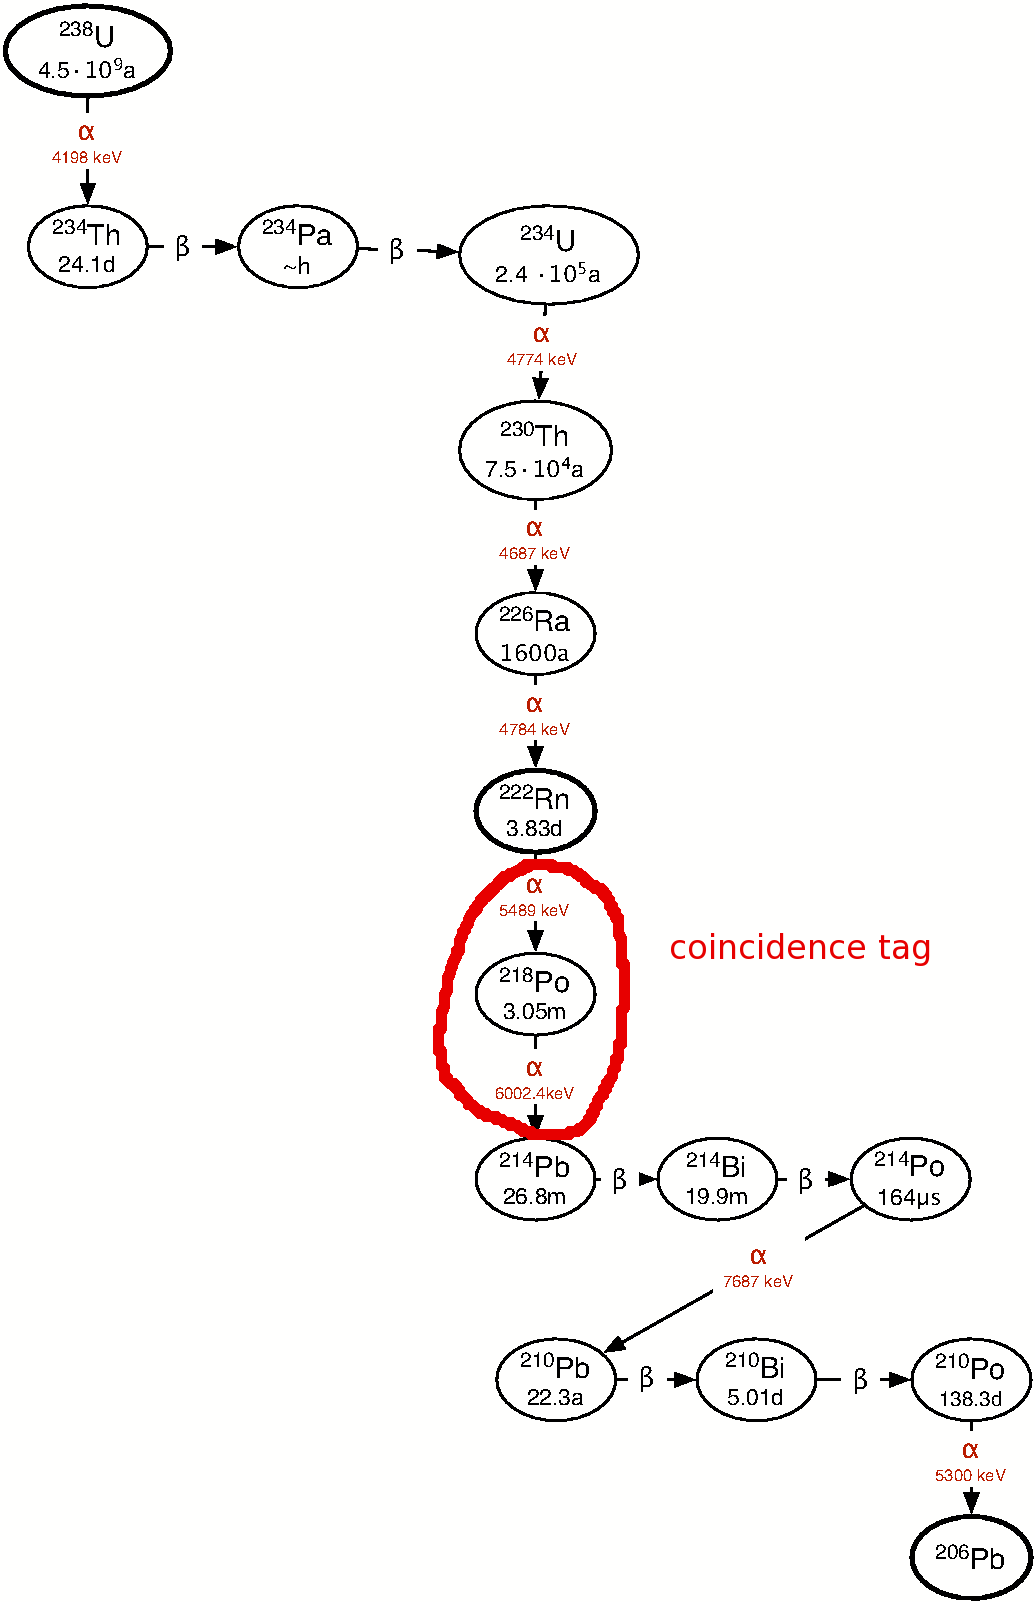 ²³⁸U
4.5 · 10⁹a
α
4198 keV
²³⁴Th
24.1d
β
²³⁴Pa
~h
β
²³⁴U
2.4 · 10⁵a
α
4774 keV
²³⁰Th
7.5 · 10⁴a
α
4687 keV
²²⁶Ra
1600a
α
4784 keV
²²²Rn
3.83d
α
5489 keV
coincidence tag
²¹⁸Po
3.05m
α
6002.4keV
²¹⁴Pb
26.8m
β
²¹⁴Bi
19.9m
β
²¹⁴Po
164µs
α
7687 keV
²¹⁰Pb
22.3a
β
²¹⁰Bi
5.01d
β
²¹⁰Po
138.3d
α
5300 keV
²⁰⁶Pb